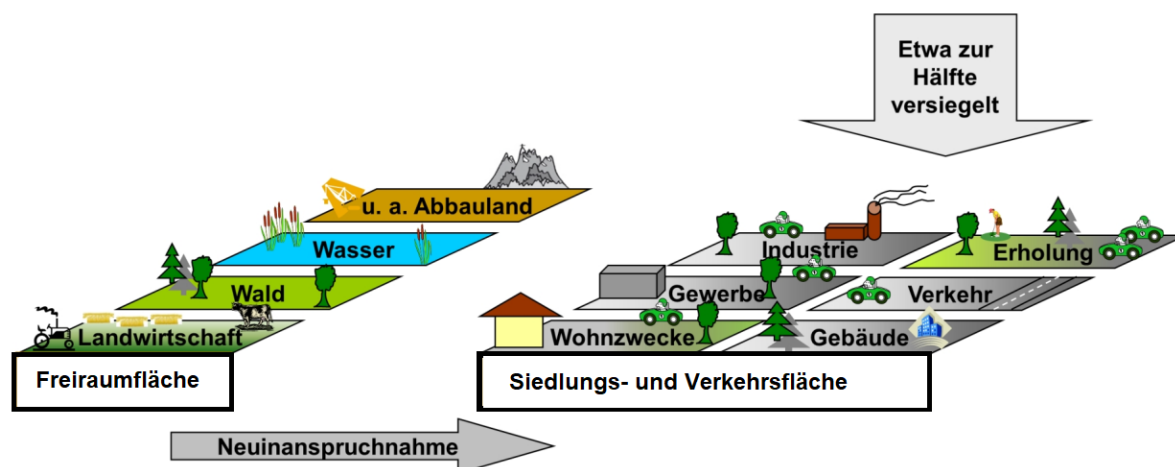 Etwa zur
Hälfte
versiegelt
u. a. Abbauland
Wasser
Wald
Landwirtschaft
Freiraumfläche
Industrie
Erholung
Gewerbe
Verkehr
Wohnzwecke
Gebäude
Siedlungs- und Verkehrsfläche
Neuinanspruchnahme